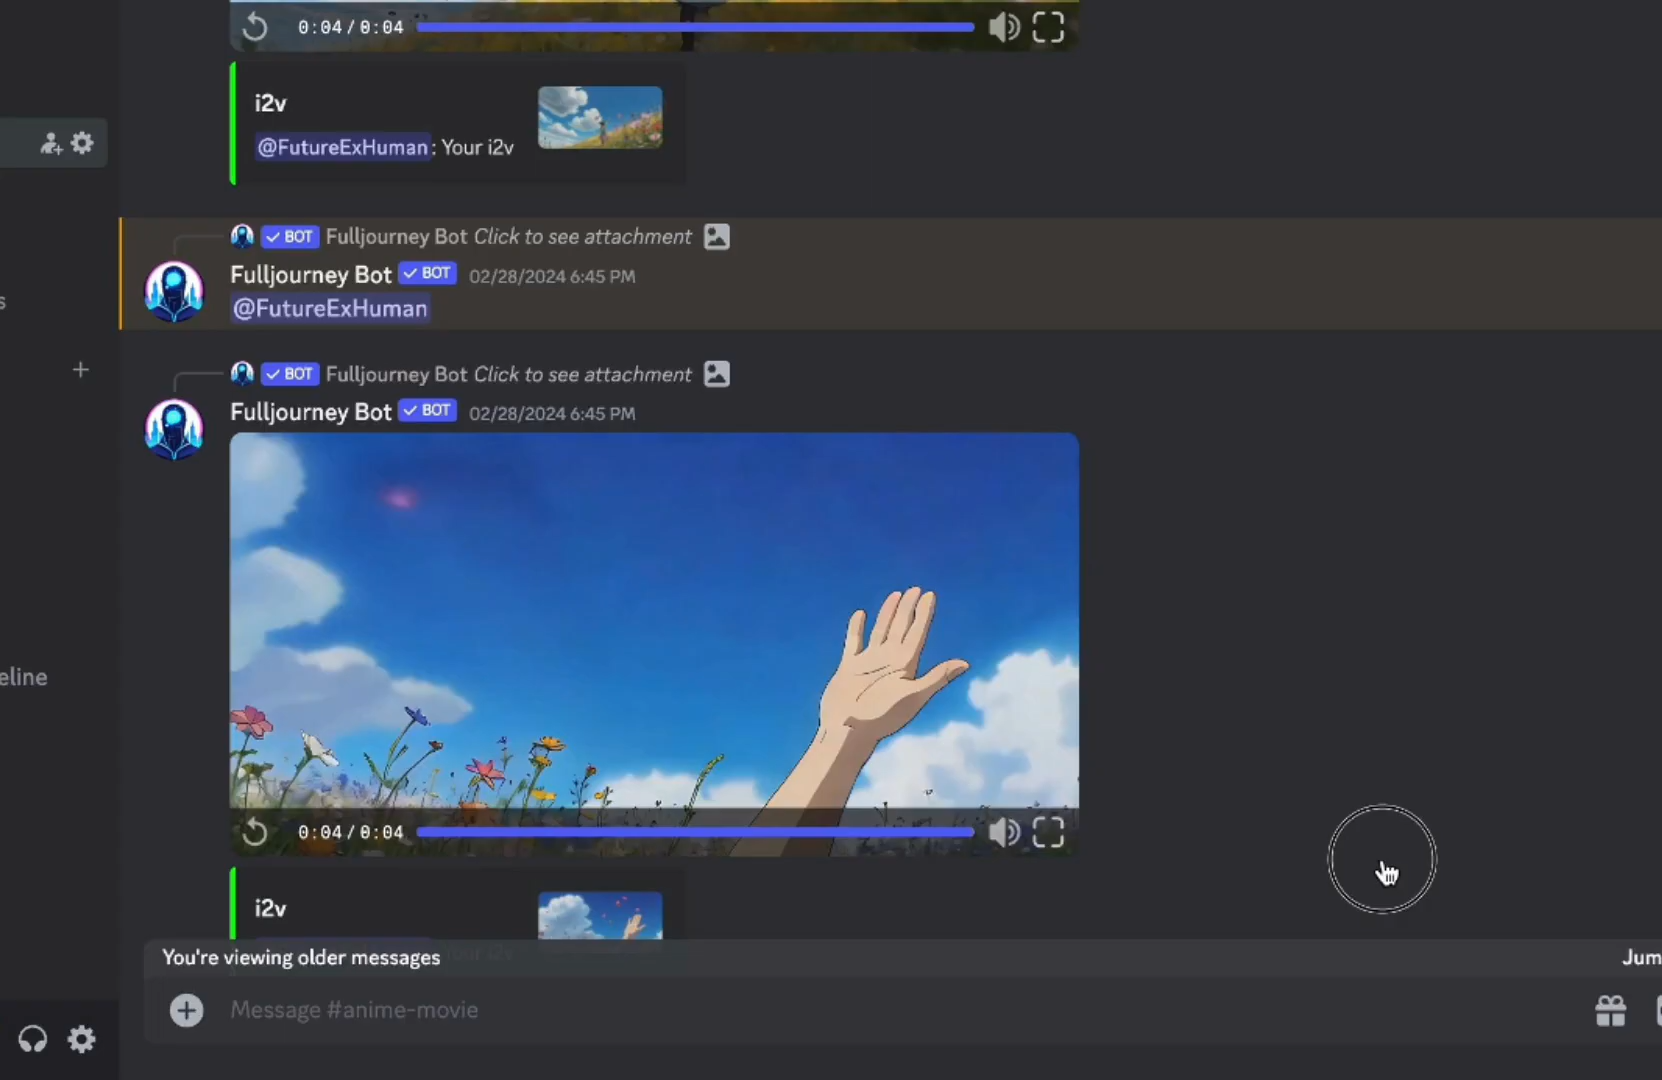 0:04 / 0:04
i2v
@FutureExHuman: Your i2v
BOT Fulljourney Bot Click to see attachment
Fulljourney Bot BOT 02/28/2024 6:45 PM
@FutureExHuman
BOT Fulljourney Bot Click to see attachment
Fulljourney Bot BOT 02/28/2024 6:45 PM
eline
0:04 / 0:04
i2v
You're viewing older messages
Jum
Message #anime-movie